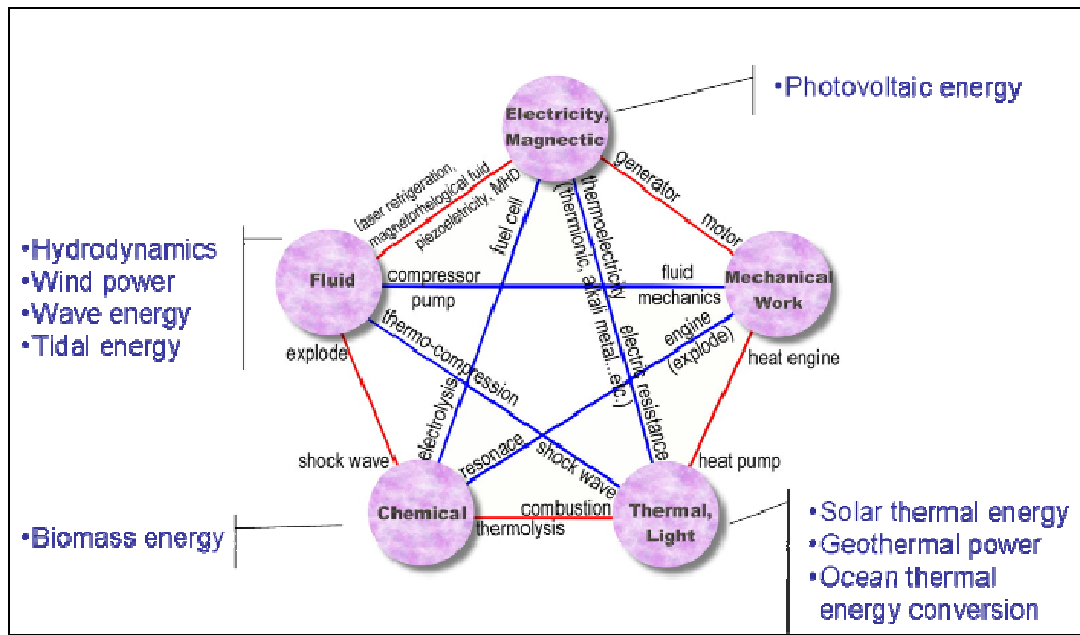 •Photovoltaic energy
Electricity,
Magnectic
generator
motor
laser refrigeration,
magnetorhelogical fluid
piezoeletricity, MHD
fuel cell
electrolysis
thermoelectricity
(thermionic, alkali metal...etc.)
electric resistance
•Hydrodynamics
•Wind power
•Wave energy
•Tidal energy
Fluid
compressor
pump
fluid
mechanics
Mechanical
Work
thermo-compression
shock wave
engine
(explode)
resonace
explode
shock wave
heat engine
heat pump
Chemical
combustion
thermolysis
Thermal,
Light
•Biomass energy
•Solar thermal energy
•Geothermal power
•Ocean thermal
energy conversion